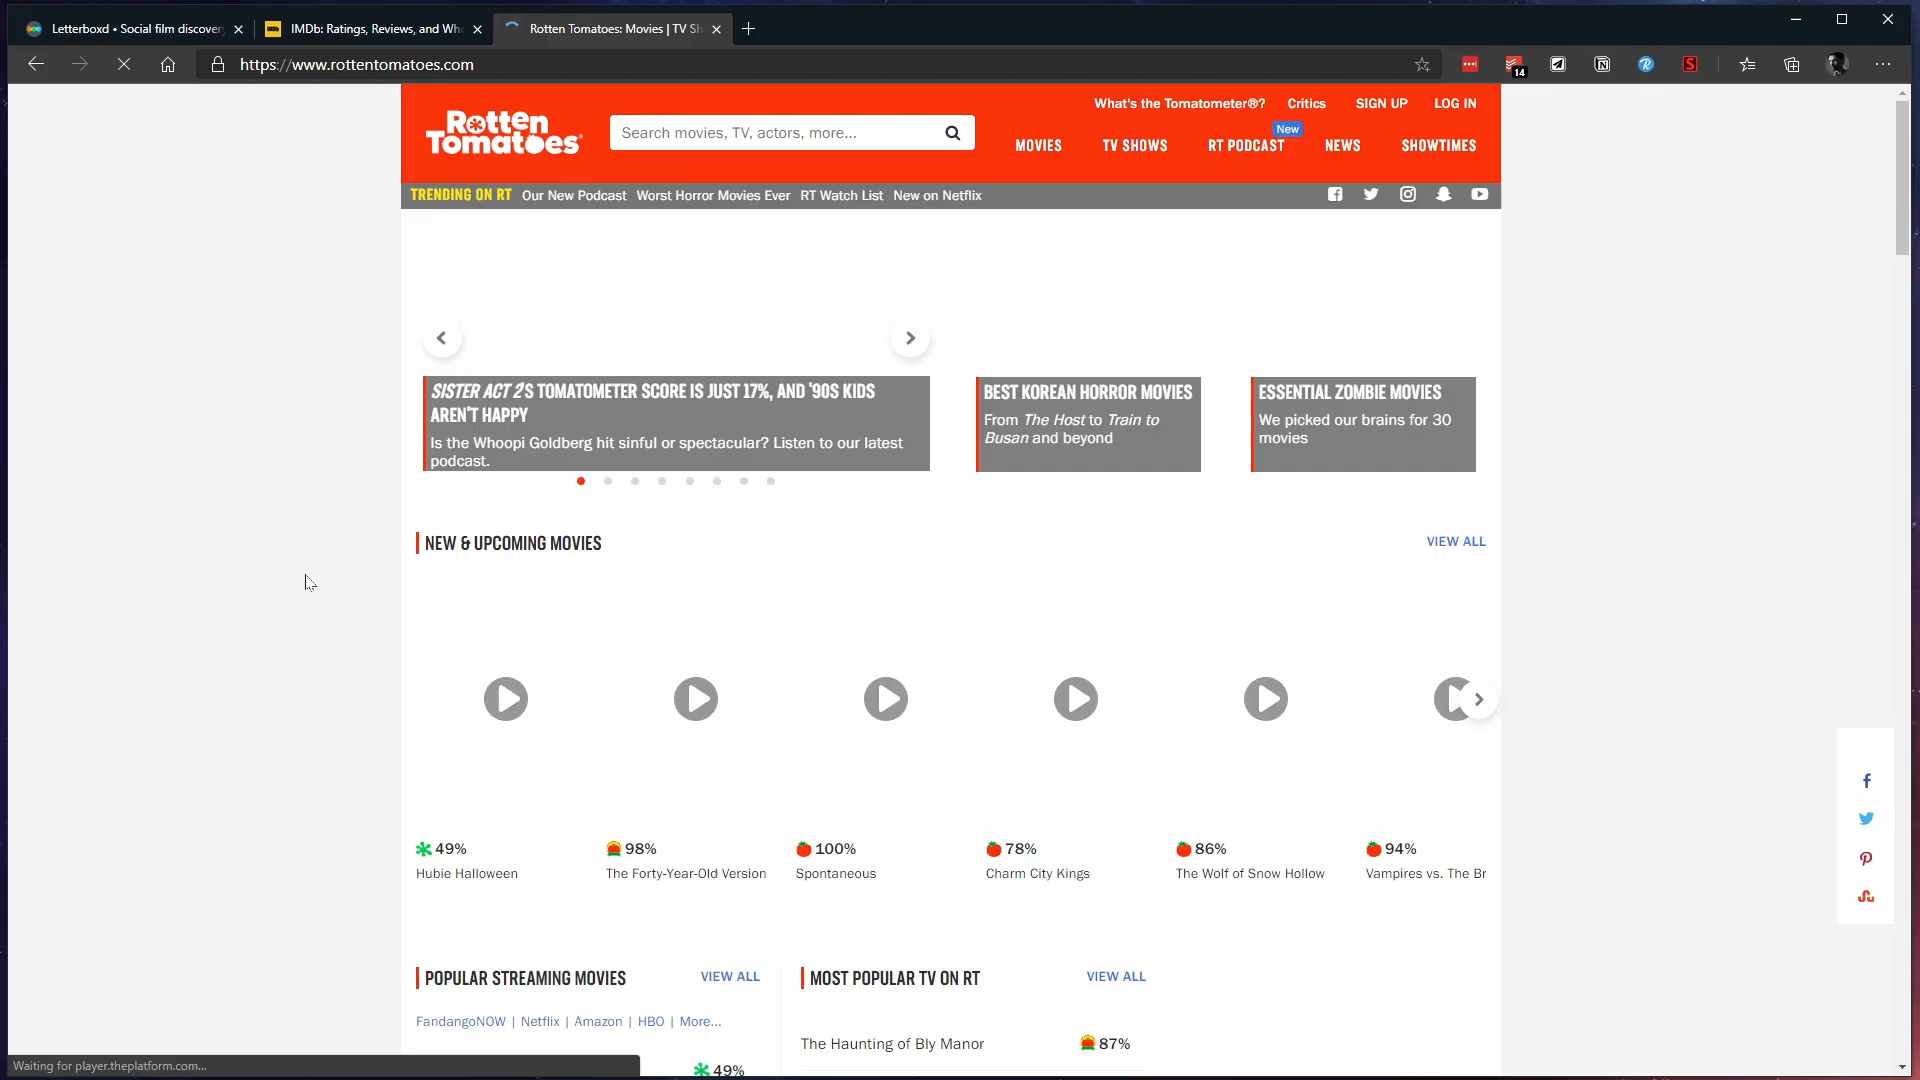 Letterboxd • Social film discover
IMDb: Ratings, Reviews, and Wh
Rotten Tomatoes: Movies | TV Sh
https://www.rottentomatoes.com
14
Rotten
Tomatoes
Search movies, TV, actors, more...
What's the Tomatometer®? Critics SIGN UP LOG IN
New
MOVIES TV SHOWS RT PODCAST NEWS SHOWTIMES
TRENDING ON RT Our New Podcast Worst Horror Movies Ever RT Watch List New on Netflix
SISTER ACT 2'S TOMATOMETER SCORE IS JUST 17%, AND '90S KIDS
AREN'T HAPPY
Is the Whoopi Goldberg hit sinful or spectacular? Listen to our latest
podcast.
BEST KOREAN HORROR MOVIES
From The Host to Train to
Busan and beyond
ESSENTIAL ZOMBIE MOVIES
We picked our brains for 30
movies
NEW & UPCOMING MOVIES VIEW ALL
49% 98% 100% 78% 86% 94%
Hubie Halloween The Forty-Year-Old Version Spontaneous Charm City Kings The Wolf of Snow Hollow Vampires vs. The Br
POPULAR STREAMING MOVIES VIEW ALL
FandangoNOW | Netflix | Amazon | HBO | More...
49%
MOST POPULAR TV ON RT VIEW ALL
The Haunting of Bly Manor 87%
Waiting for player.theplatform.com...